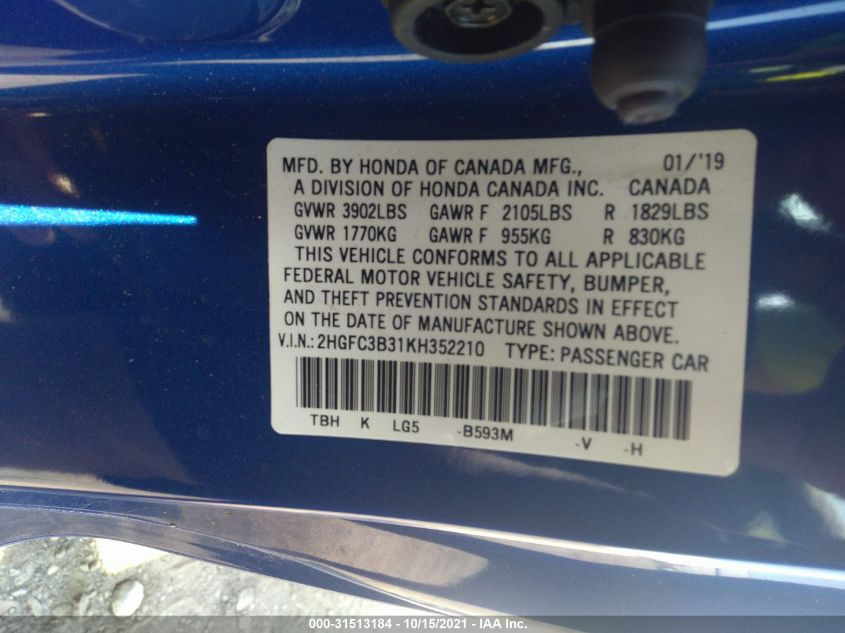 MFD. BY HONDA OF CANADA MFG., 01/'19
A DIVISION OF HONDA CANADA INC. CANADA
GVWR 3902LBS GAWR F 2105LBS R 1829LBS
GVWR 1770KG GAWR F 955KG R 830KG
THIS VEHICLE CONFORMS TO ALL APPLICABLE
FEDERAL MOTOR VEHICLE SAFETY, BUMPER,
AND THEFT PREVENTION STANDARDS IN EFFECT
ON THE DATE OF MANUFACTURE SHOWN ABOVE.
V.I.N.: 2HGFC3B31KH352210 TYPE: PASSENGER CAR
TBH K LG5 -B593M -V -H
000-31513184 - 10/15/2021 - IAA Inc.